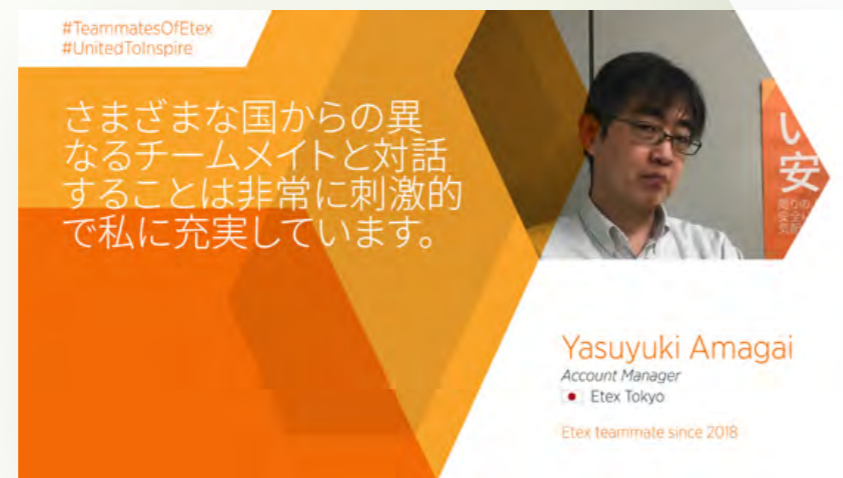 #TeammatesOfEtex
#UnitedToInspire
さまざまな国からの異
なるチームメイトと対話
することは非常に刺激的
で私に充実しています。
い
安
Yasuyuki Amagai
Account Manager
Etex Tokyo
Etex teammate since 2018